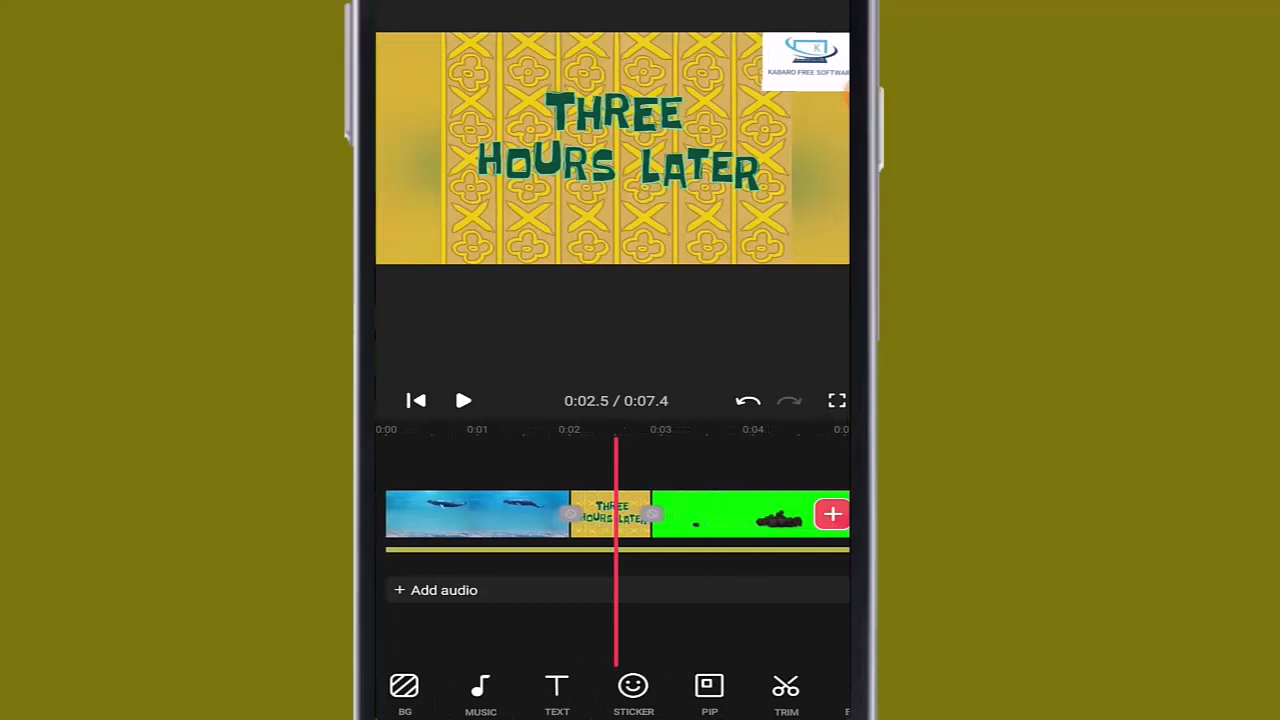 KABARO FREE SOFTWAR
THREE
HOURS LATER
0:02.5 / 0:07.4
0:00 0:01 0:02 0:03 0:04 0:0
THREE
HOURS LATER
+ Add audio
BG MUSIC TEXT STICKER PIP TRIM